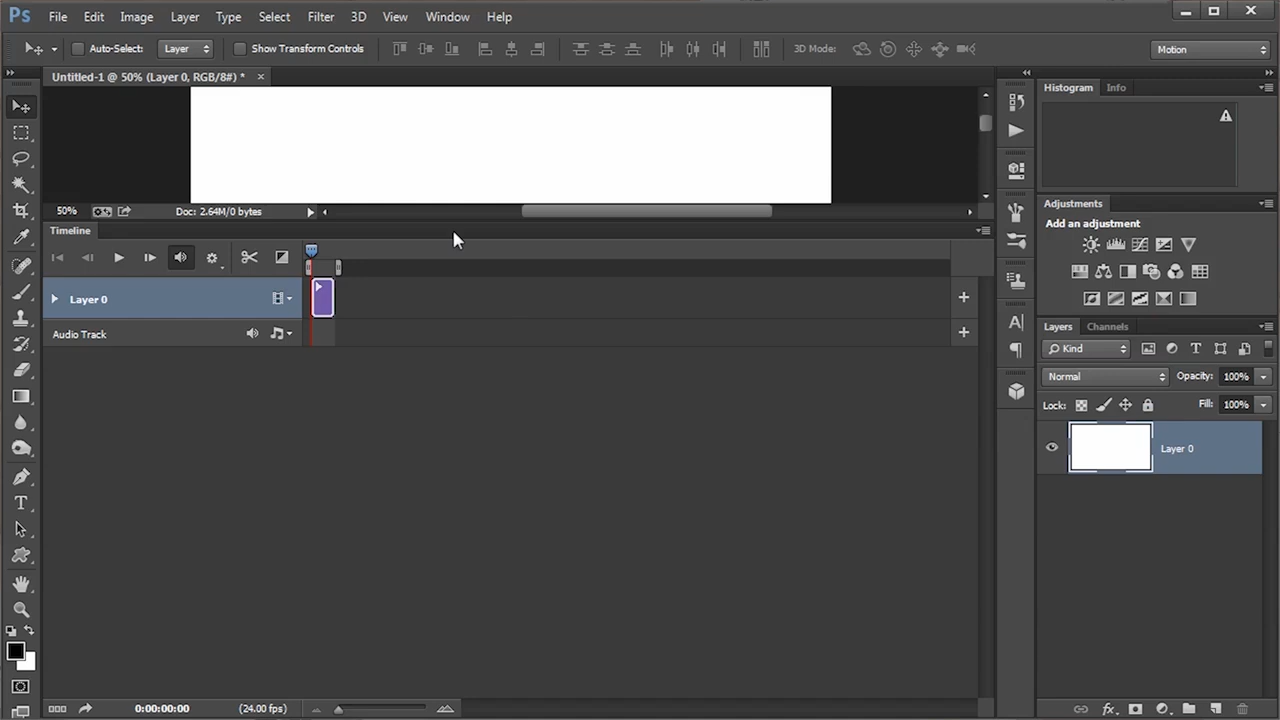 Ps File Edit Image Layer Type Select Filter 3D View Window Help
Auto-Select: Layer Show Transform Controls 3D Mode: Motion
Untitled-1 @ 50% (Layer 0, RGB/8#) *
Histogram Info
50% Doc: 2.64M/0 bytes
Adjustments
Add an adjustment
Timeline
Layer 0
Audio Track
Layers Channels
Kind
Normal Opacity: 100%
Lock: Fill: 100%
Layer 0
0:00:00:00 (24.00 fps)